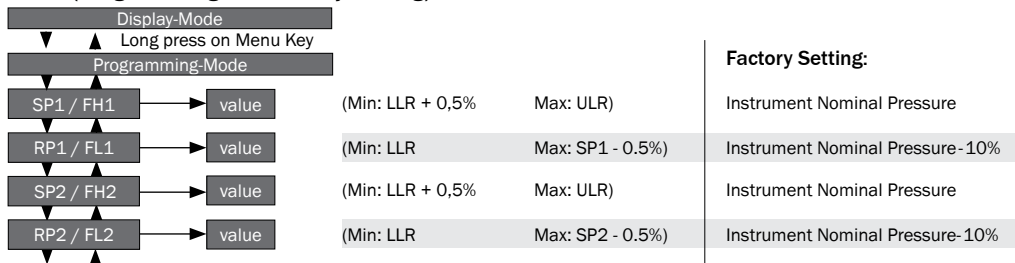 Display-Mode
Long press on Menu Key
Programming-Mode
Factory Setting:
SP1 / FH1 value (Min: LLR + 0,5% Max: ULR) Instrument Nominal Pressure
RP1 / FL1 value (Min: LLR Max: SP1 - 0.5%) Instrument Nominal Pressure-10%
SP2 / FH2 value (Min: LLR + 0,5% Max: ULR) Instrument Nominal Pressure
RP2 / FL2 value (Min: LLR Max: SP2 - 0.5%) Instrument Nominal Pressure-10%